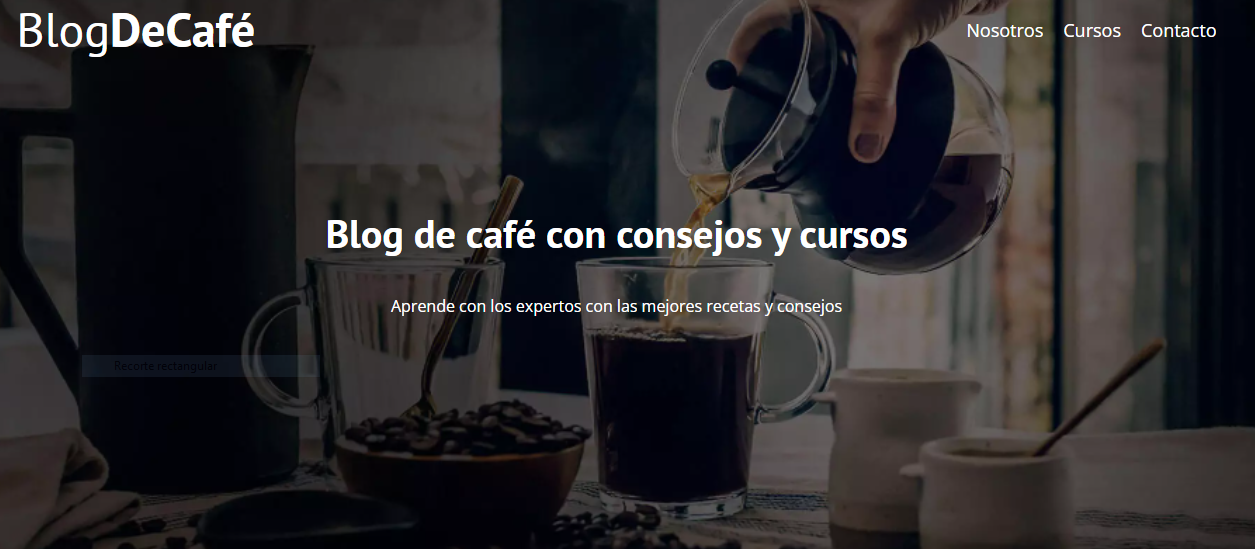 BlogDeCafé
Nosotros Cursos Contacto
Blog de café con consejos y cursos
Aprende con los expertos con las mejores recetas y consejos
Recorte rectangular